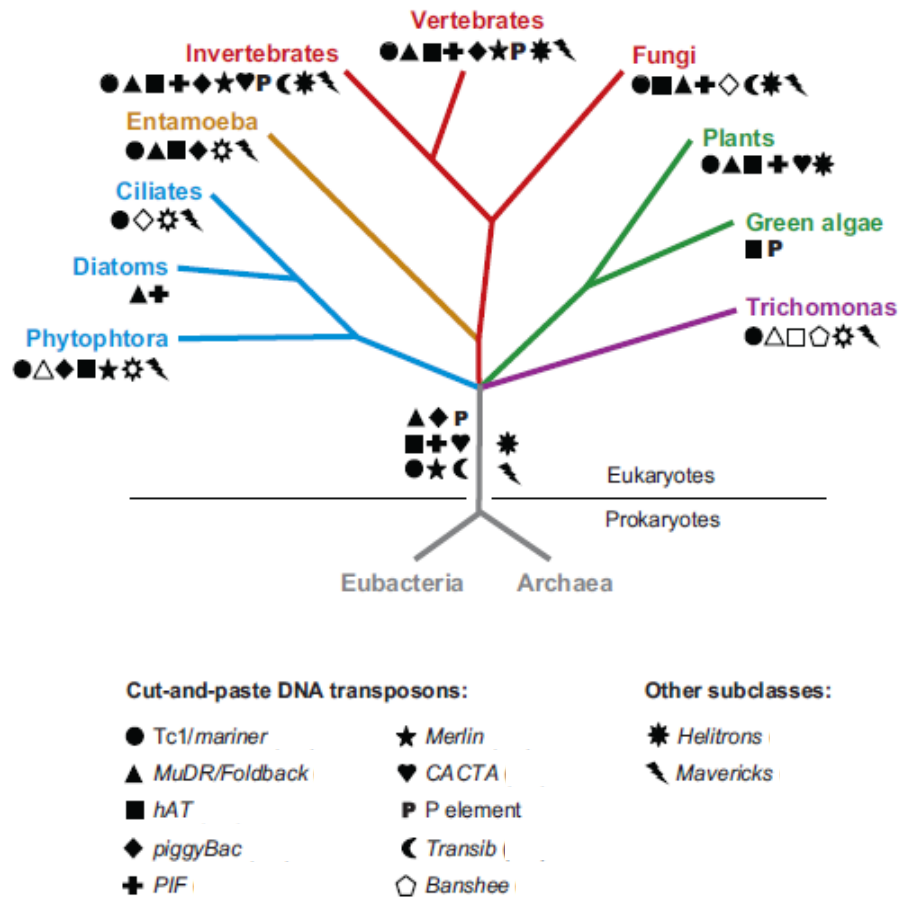 Vertebrates
Invertebrates
P
Fungi
P
Entamoeba
Plants
Ciliates
Green algae
P
Diatoms
Trichomonas
Phytophtora
P
Eukaryotes
Prokaryotes
Eubacteria
Archaea
Cut-and-paste DNA transposons:
Other subclasses:
Tc1/mariner
Merlin
Helitrons
MuDR/Foldback
CACTA
Mavericks
hAT
P P element
piggyBac
Transib
PIF
Banshee